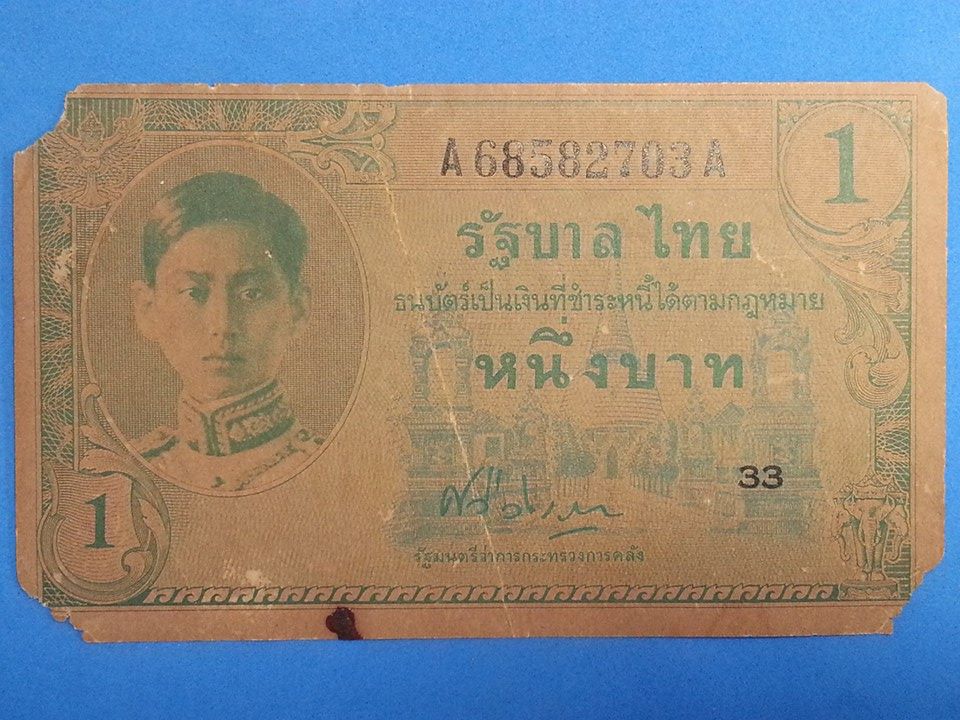 A68582703A
1
รัฐบาลไทย
ธนบัตร์เป็นเงินที่ชำระหนี้ได้ตามกฎหมาย
หนึ่งบาท
33
1
รัฐมนตรีว่าการกระทรวงการคลัง